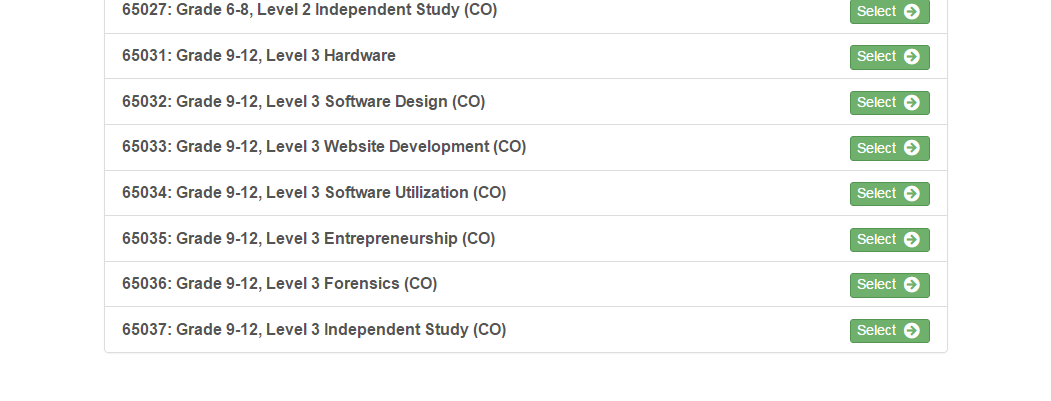 65027: Grade 6-8, Level 2 Independent Study (CO) Select
65031: Grade 9-12, Level 3 Hardware Select
65032: Grade 9-12, Level 3 Software Design (CO) Select
65033: Grade 9-12, Level 3 Website Development (CO) Select
65034: Grade 9-12, Level 3 Software Utilization (CO) Select
65035: Grade 9-12, Level 3 Entrepreneurship (CO) Select
65036: Grade 9-12, Level 3 Forensics (CO) Select
65037: Grade 9-12, Level 3 Independent Study (CO) Select